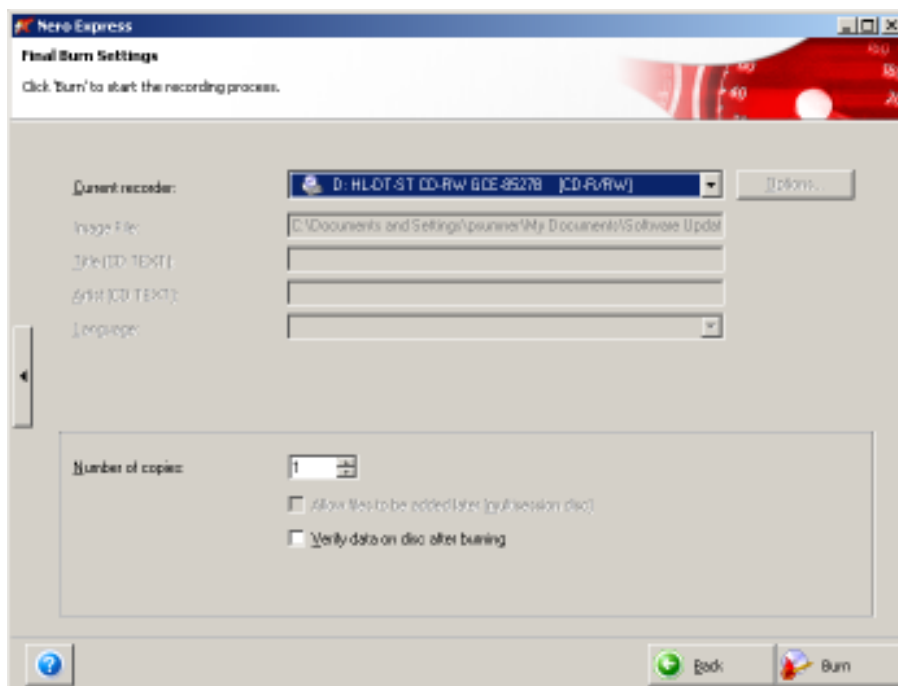 Nero Express
Final Burn Settings
Click 'Burn' to start the recording process.
Current recorder:
D: HL-DT-ST CD-RW GCE-8527B [CD-R/RW]
Options...
Image File:
C:\Documents and Settings\psumner\My Documents\Software Updat
Title (CD TEXT):
Artist (CD TEXT):
Language:
Number of copies:
1
Allow files to be added later (multisession disc)
Verify data on disc after burning
Back
Burn